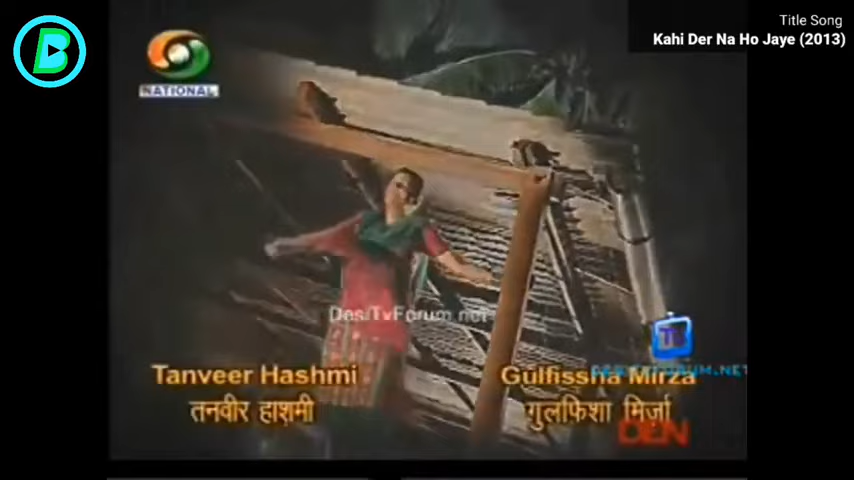 Title Song
Kahi Der Na Ho Jaye (2013)
B
NATIONAL
DesiTvForum.net
TV
Tanveer Hashmi
तनवीर हाशमी
Gulfissha Mirza
गुलफिशा मिर्ज़ा
DEN